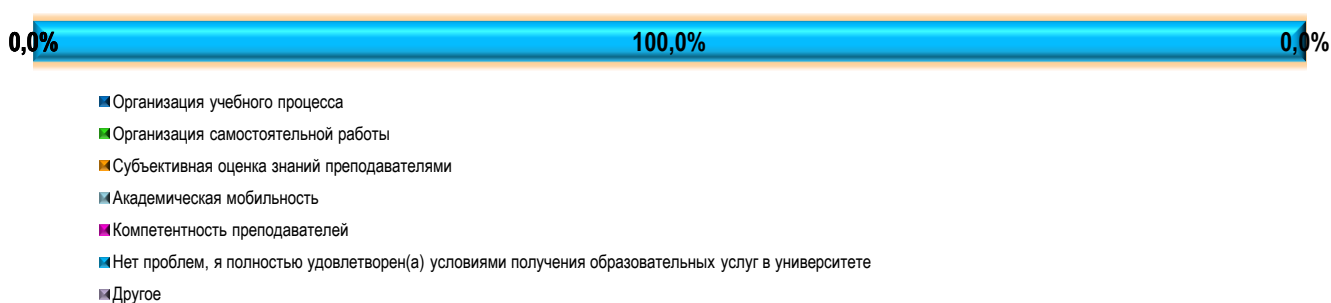 0,0% 100,0% 0,0%
Организация учебного процесса
Организация самостоятельной работы
Субъективная оценка знаний преподавателями
Академическая мобильность
Компетентность преподавателей
Нет проблем, я полностью удовлетворен(а) условиями получения образовательных услуг в университете
Другое